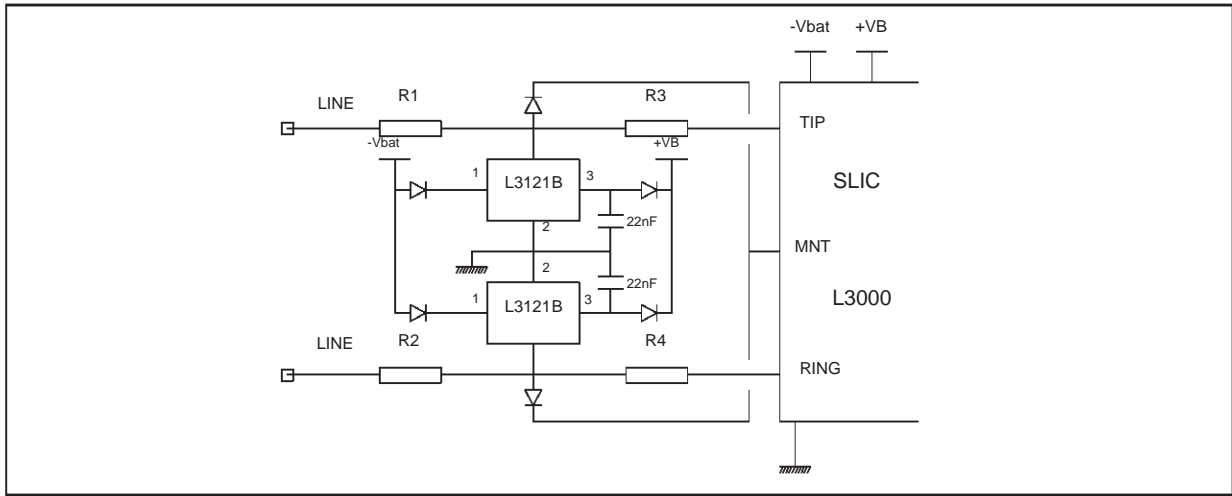 -Vbat +VB
LINE R1 R3 TIP
-Vbat +VB
1 L3121B 3 SLIC
22nF
2
MNT
2
22nF
1 L3121B 3 L3000
LINE R2 R4
RING